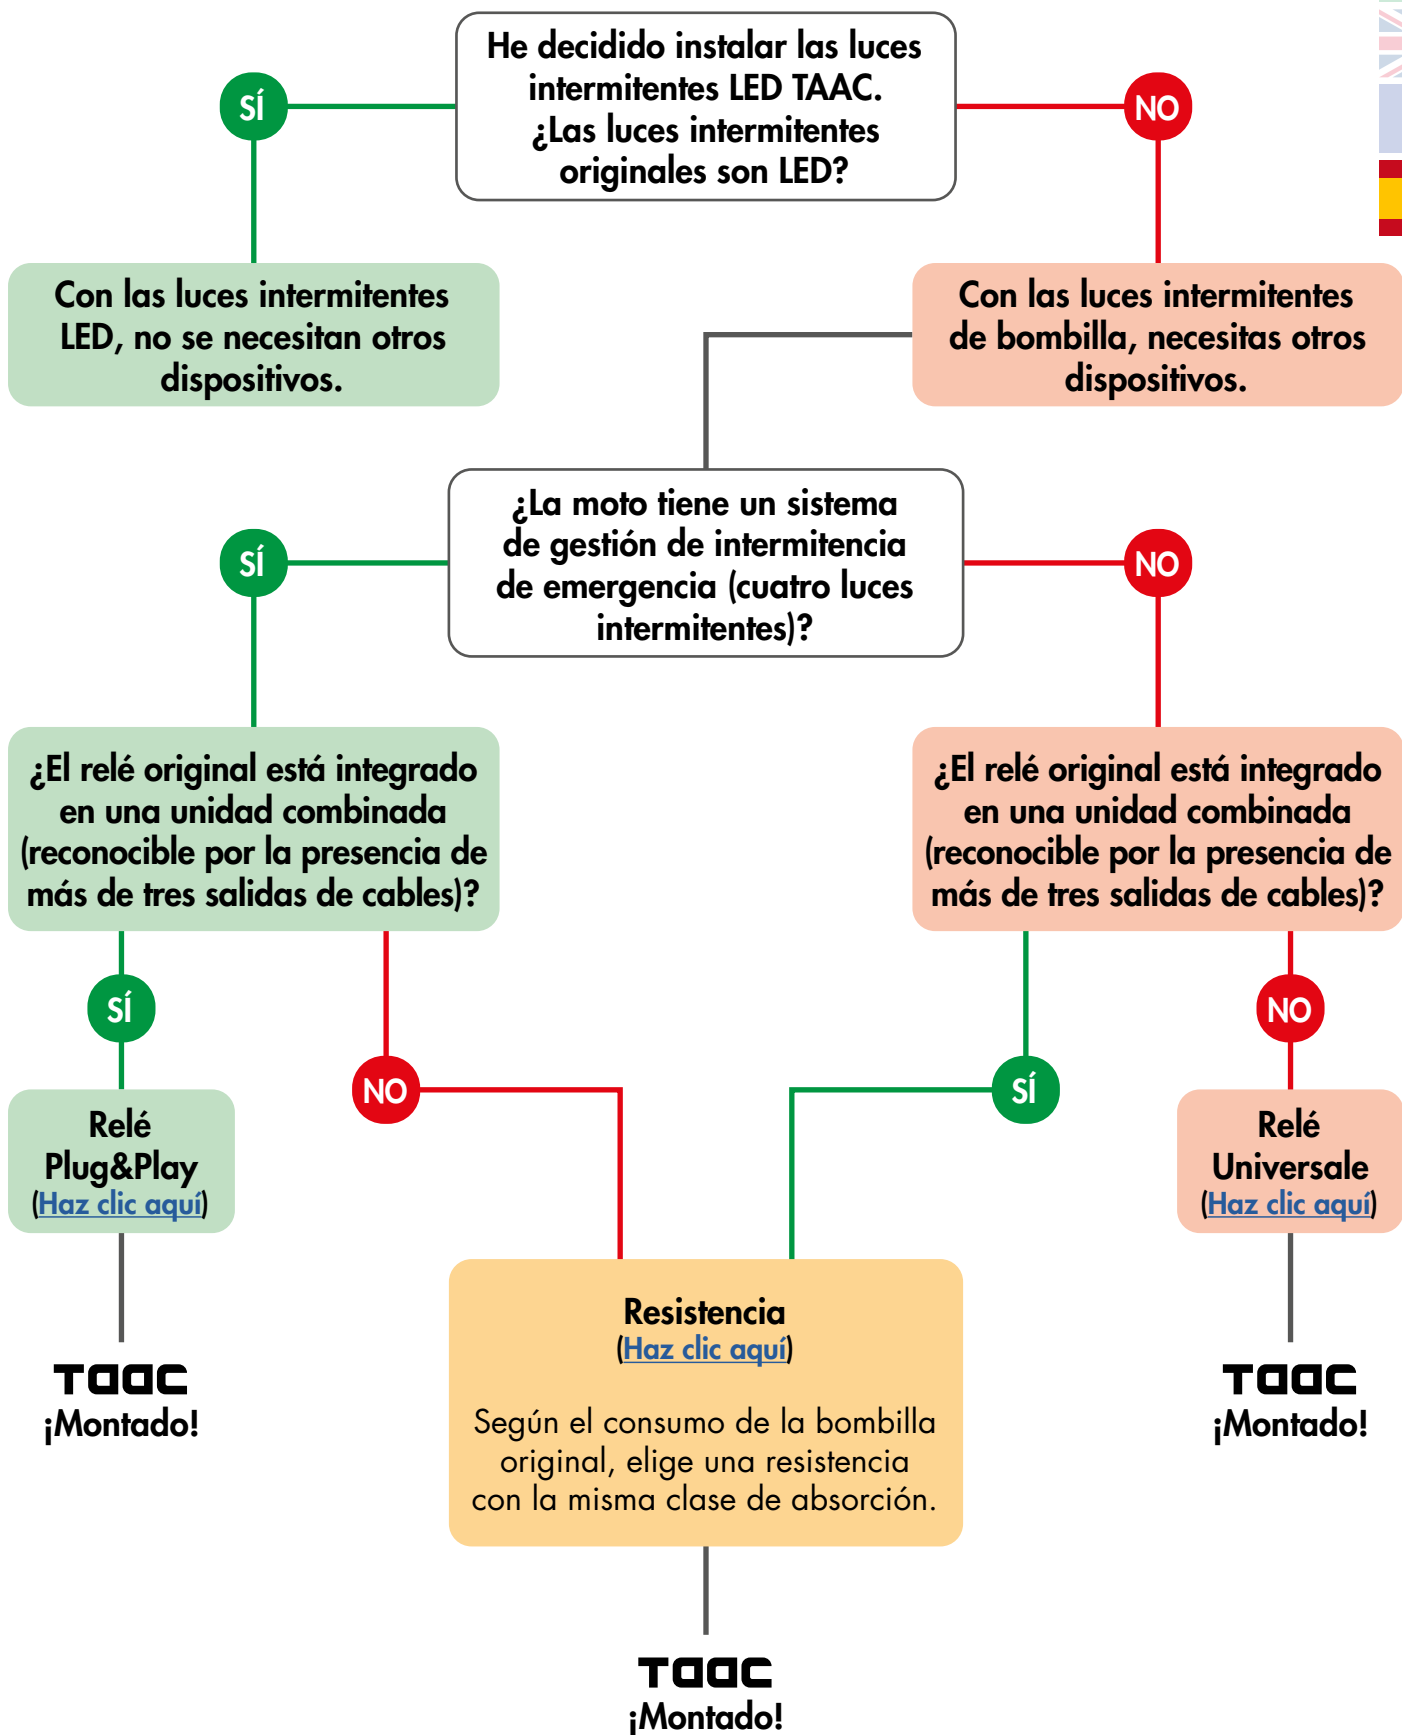 He decidido instalar las luces
intermitentes LED TAAC.
¿Las luces intermitentes
originales son LED?
SÍ
NO
Con las luces intermitentes
LED, no se necesitan otros
dispositivos.
Con las luces intermitentes
de bombilla, necesitas otros
dispositivos.
¿La moto tiene un sistema
de gestión de intermitencia
de emergencia (cuatro luces
intermitentes)?
SÍ
NO
¿El relé original está integrado
en una unidad combinada
(reconocible por la presencia de
más de tres salidas de cables)?
¿El relé original está integrado
en una unidad combinada
(reconocible por la presencia de
más de tres salidas de cables)?
SÍ
NO
NO
SÍ
Relé
Plug&Play
(Haz clic aquí)
Relé
Universale
(Haz clic aquí)
Resistencia
(Haz clic aquí)
Según el consumo de la bombilla
original, elige una resistencia
con la misma clase de absorción.
TAAC
¡Montado!
TAAC
¡Montado!
TAAC
¡Montado!